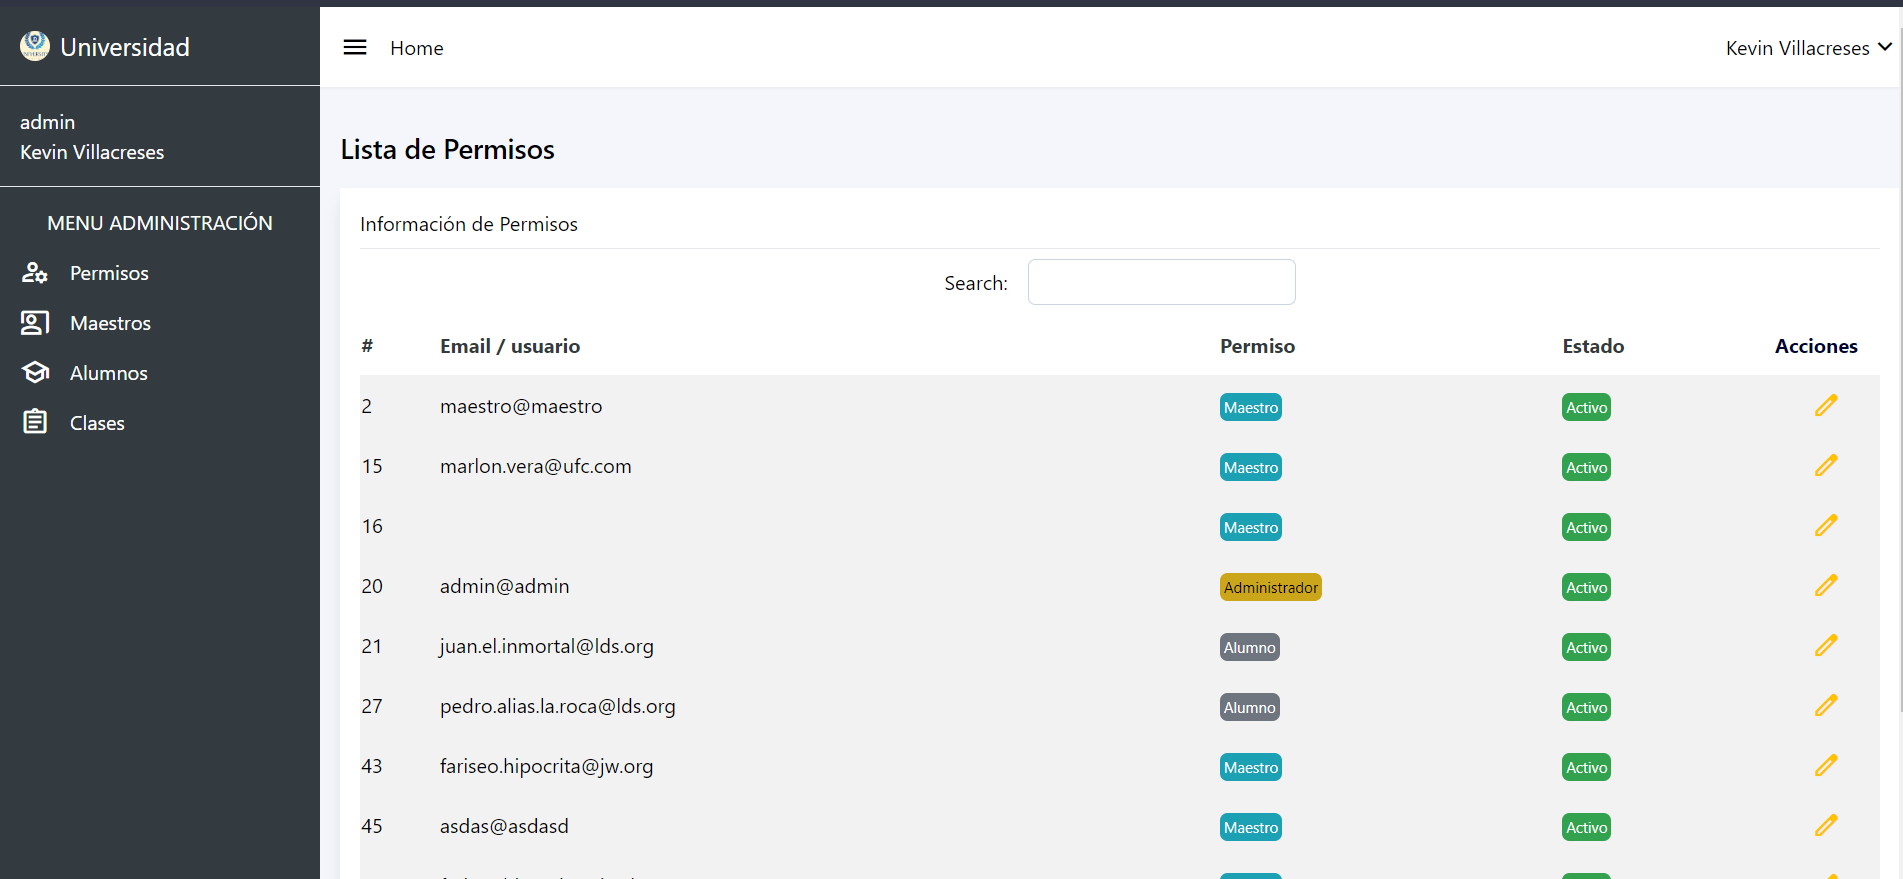 Universidad
Home
Kevin Villacreses
admin
Kevin Villacreses
MENU ADMINISTRACIÓN
Permisos
Maestros
Alumnos
Clases
Lista de Permisos
Información de Permisos
Search:
# Email / usuario Permiso Estado Acciones
2 maestro@maestro Maestro Activo
15 marlon.vera@ufc.com Maestro Activo
16 Maestro Activo
20 admin@admin Administrador Activo
21 juan.el.inmortal@lds.org Alumno Activo
27 pedro.alias.la.roca@lds.org Alumno Activo
43 fariseo.hipocrita@jw.org Maestro Activo
45 asdas@asdasd Maestro Activo